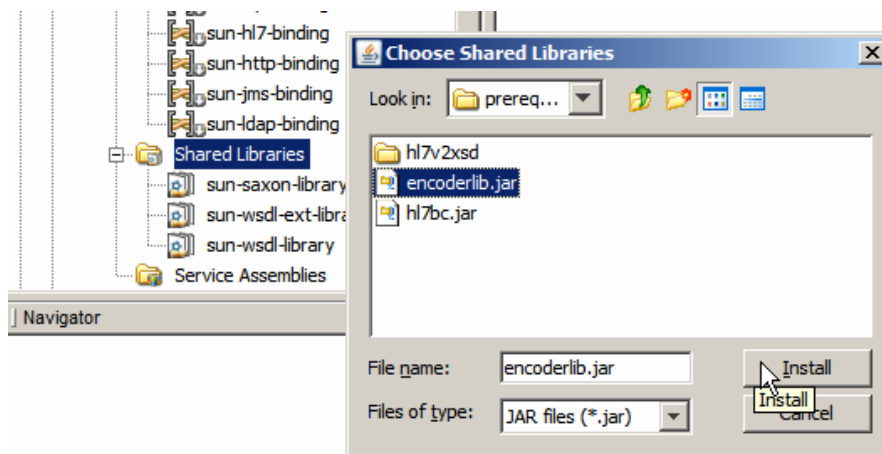 sun-hl7-binding
sun-http-binding
sun-jms-binding
sun-ldap-binding
Shared Libraries
sun-saxon-library
sun-wsdl-ext-libra
sun-wsdl-library
Service Assemblies
Navigator
Choose Shared Libraries
Look in:
prereq...
hl7v2xsd
encoderlib.jar
hl7bc.jar
File name:
encoderlib.jar
Install
Install
Files of type:
JAR files (*.jar)
Cancel